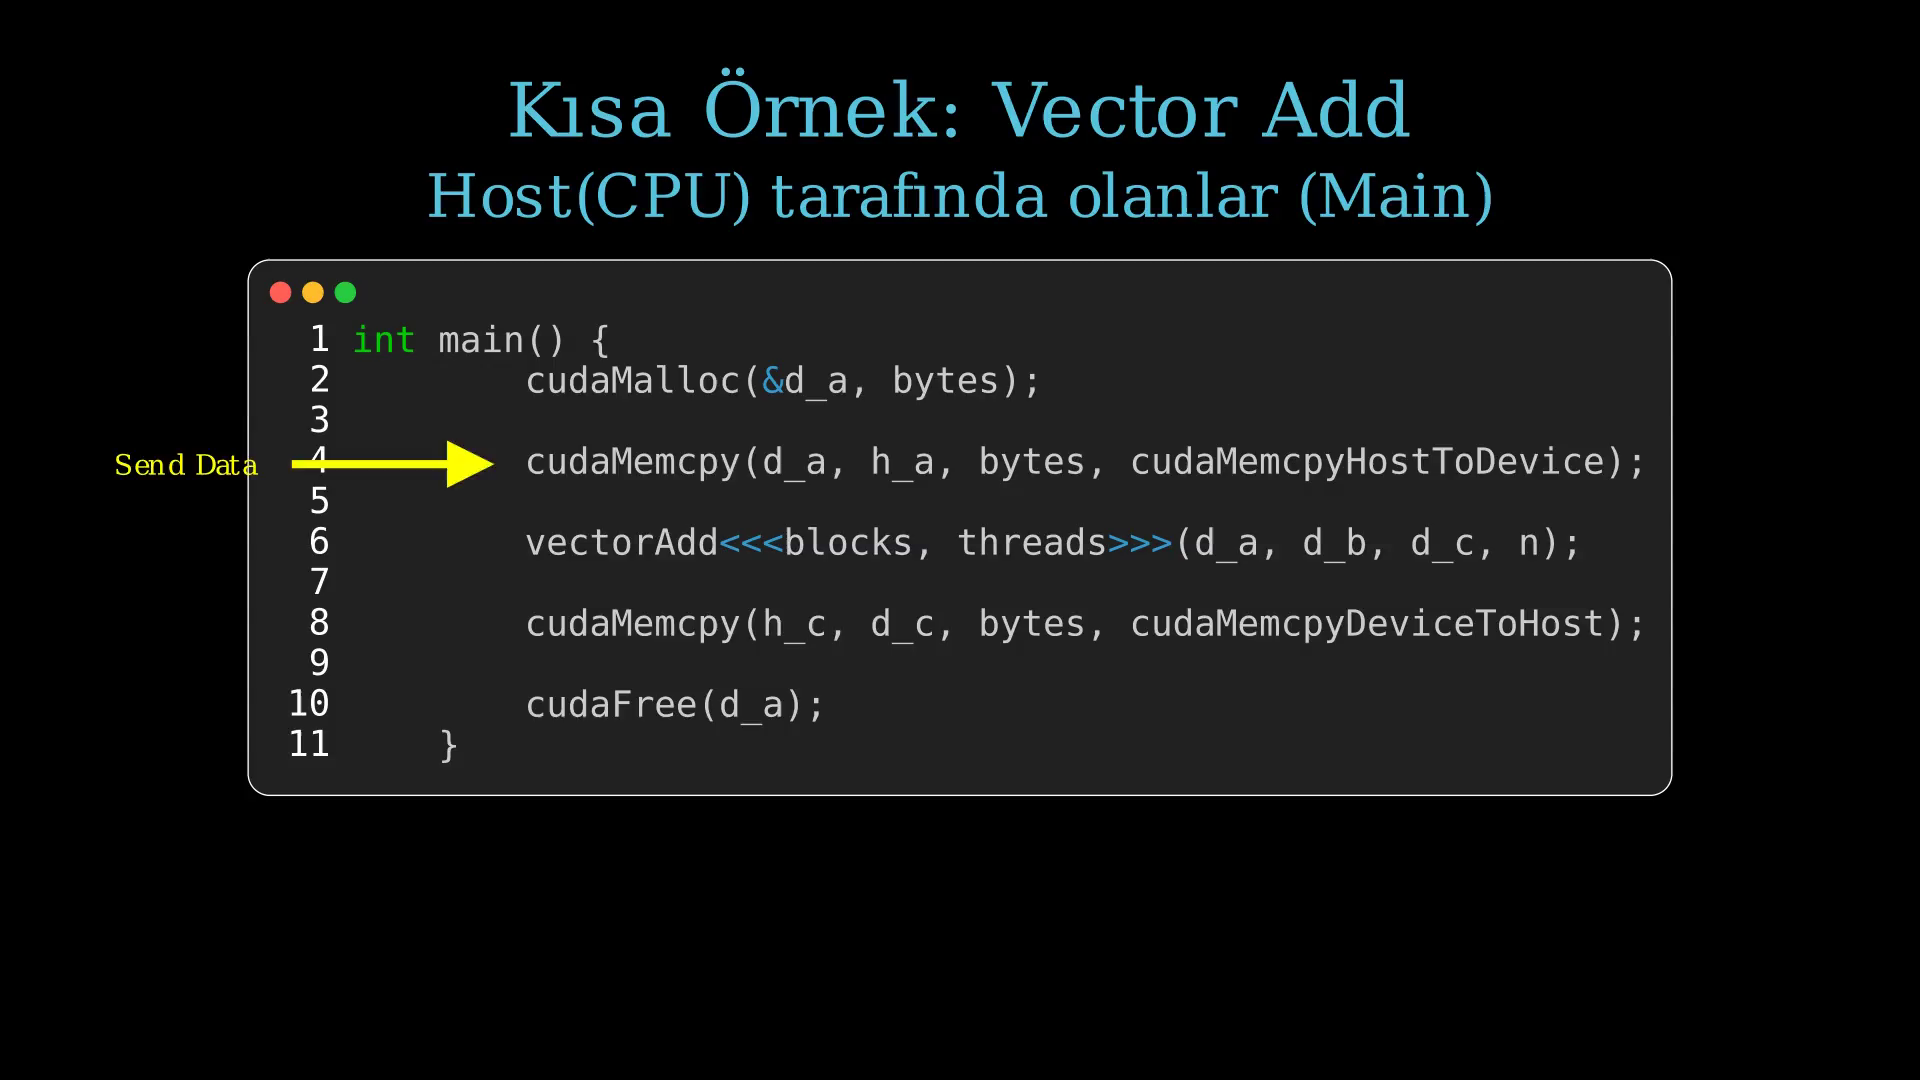 Kısa Örnek: Vector Add
Host(CPU) tarafında olanlar (Main)
1 int main() {
2 cudaMalloc(&d_a, bytes);
3
Send Data
4 cudaMemcpy(d_a, h_a, bytes, cudaMemcpyHostToDevice);
5
6 vectorAdd<<<blocks, threads>>>(d_a, d_b, d_c, n);
7
8 cudaMemcpy(h_c, d_c, bytes, cudaMemcpyDeviceToHost);
9
10 cudaFree(d_a);
11 }